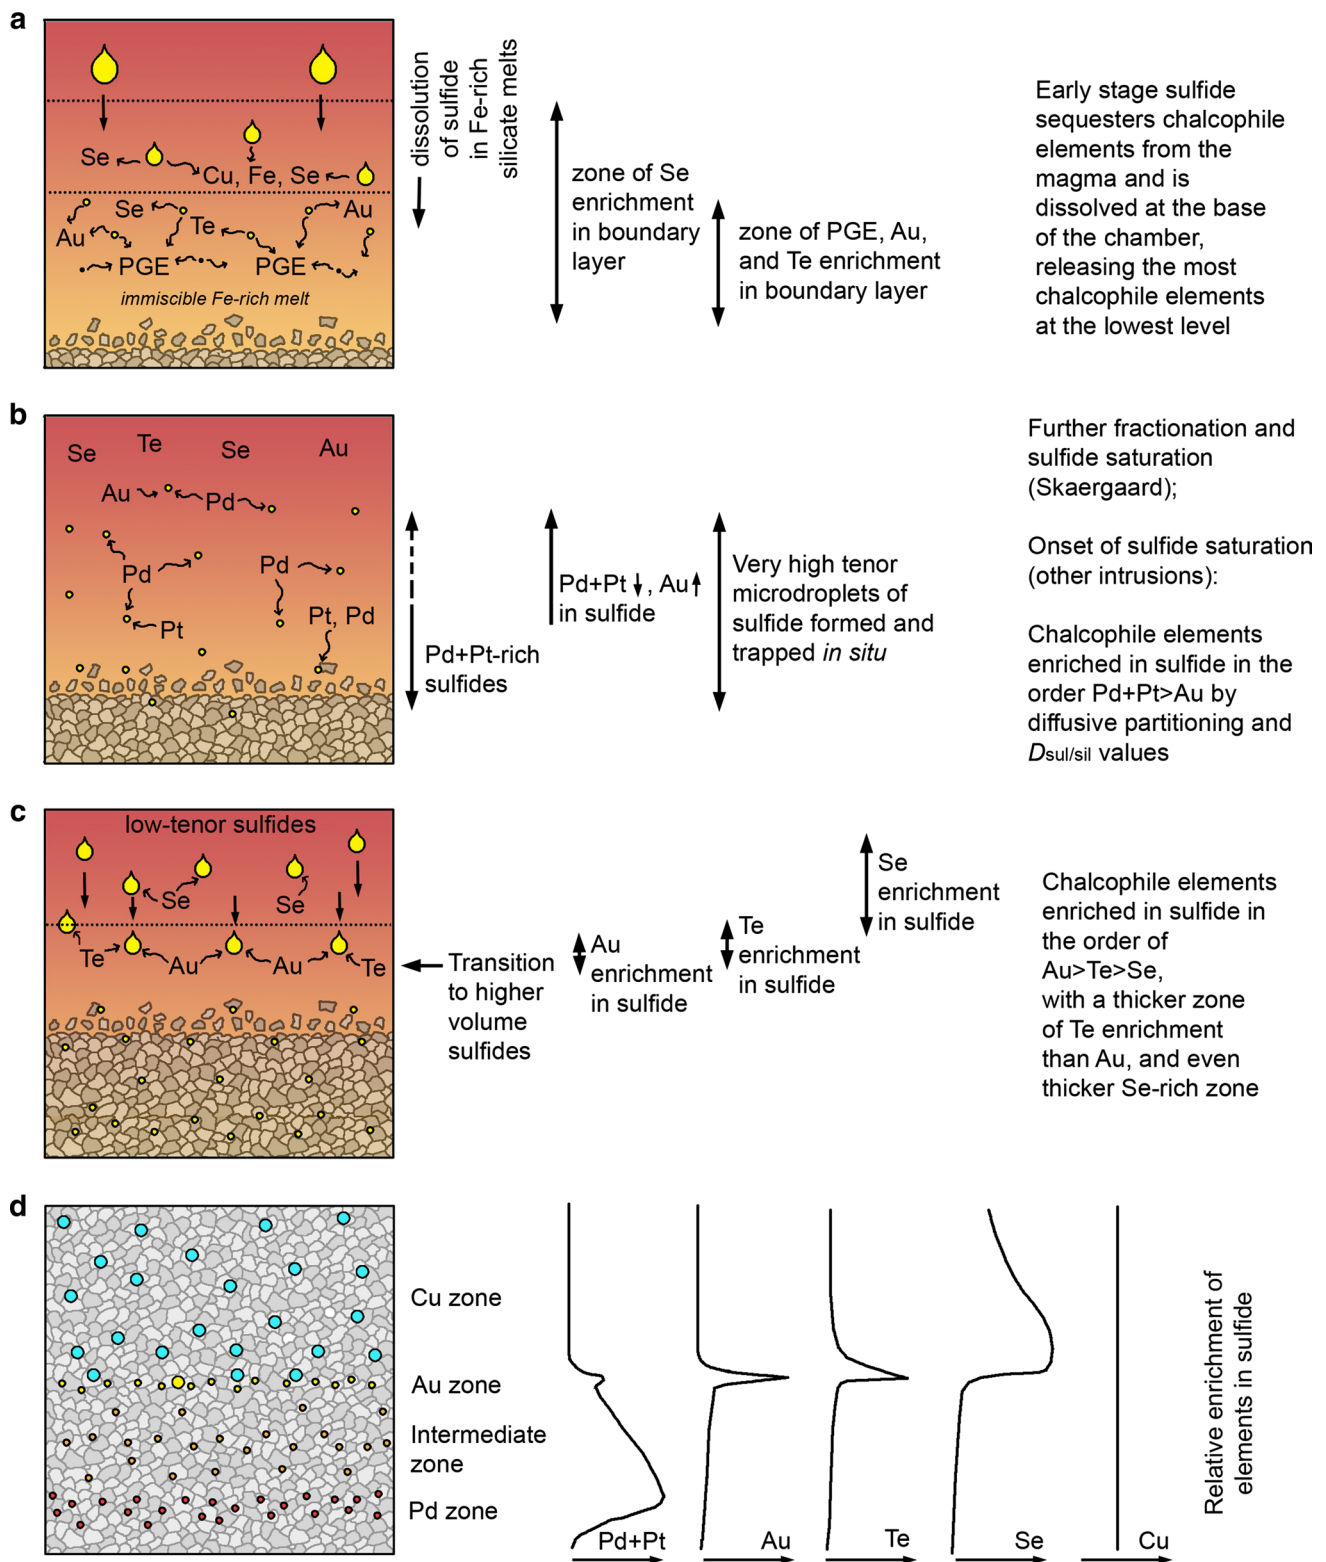 a
dissolution
of sulfide
in Fe-rich
silicate melts
Se
Cu, Fe, Se
Se
Te
Au
Au
PGE
PGE
immiscible Fe-rich melt
zone of Se
enrichment
in boundary
layer
zone of PGE, Au,
and Te enrichment
in boundary layer
Early stage sulfide
sequesters chalcophile
elements from the
magma and is
dissolved at the base
of the chamber,
releasing the most
chalcophile elements
at the lowest level
b
Se
Te
Se
Au
Au
Pd
Pd
Pd
Pt
Pt, Pd
Pd+Pt-rich
sulfides
Pd+Pt↓, Au↑
in sulfide
Very high tenor
microdroplets of
sulfide formed and
trapped in situ
Further fractionation and
sulfide saturation
(Skaergaard);
Onset of sulfide saturation
(other intrusions):
Chalcophile elements
enriched in sulfide in the
order Pd+Pt>Au by
diffusive partitioning and
Dsul/sil values
c
low-tenor sulfides
Se
Se
Te
Au
Au
Te
Transition
to higher
volume
sulfides
Au
enrichment
in sulfide
Te
enrichment
in sulfide
Se
enrichment
in sulfide
Chalcophile elements
enriched in sulfide in
the order of
Au>Te>Se,
with a thicker zone
of Te enrichment
than Au, and even
thicker Se-rich zone
d
Cu zone
Au zone
Intermediate
zone
Pd zone
Pd+Pt
Au
Te
Se
Cu
Relative enrichment of
elements in sulfide